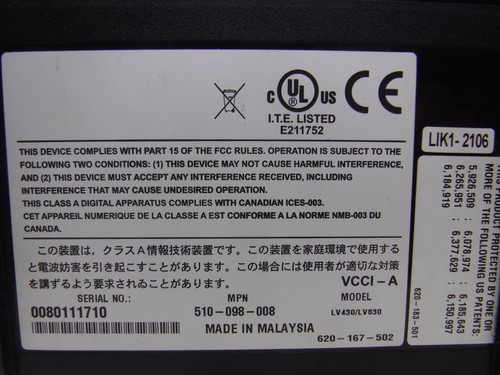 c UL US
CE
I.T.E. LISTED
E211752
THIS DEVICE COMPLIES WITH PART 15 OF THE FCC RULES. OPERATION IS SUBJECT TO THE
FOLLOWING TWO CONDITIONS: (1) THIS DEVICE MAY NOT CAUSE HARMFUL INTERFERENCE,
AND (2) THIS DEVICE MUST ACCEPT ANY INTERFERENCE RECEIVED, INCLUDING
INTERFERENCE THAT MAY CAUSE UNDESIRED OPERATION.
THIS CLASS A DIGITAL APPARATUS COMPLIES WITH CANADIAN ICES-003.
CET APPAREIL NUMERIQUE DE LA CLASSE A EST CONFORME A LA NORME NMB-003 DU
CANADA.
この装置は、クラスA情報技術装置です。この装置を家庭環境で使用する
と電波妨害を引き起こすことがあります。この場合には使用者が適切な対策
を講ずるよう要求されることがあります。 VCCI-A
SERIAL NO. MPN MODEL
0080111710 510-098-008 LV430/LV830
MADE IN MALAYSIA 620-167-502
LIK1-2106
THIS PRODUCT PROTECTED BY ONE OR
MORE OF THE FOLLOWING US PATENTS:
5,926,509 ; 6,078,974 ; 6,185,643
6,265,951 ; 6,377,629 ; 6,150,997
6,184,919
620-183-501